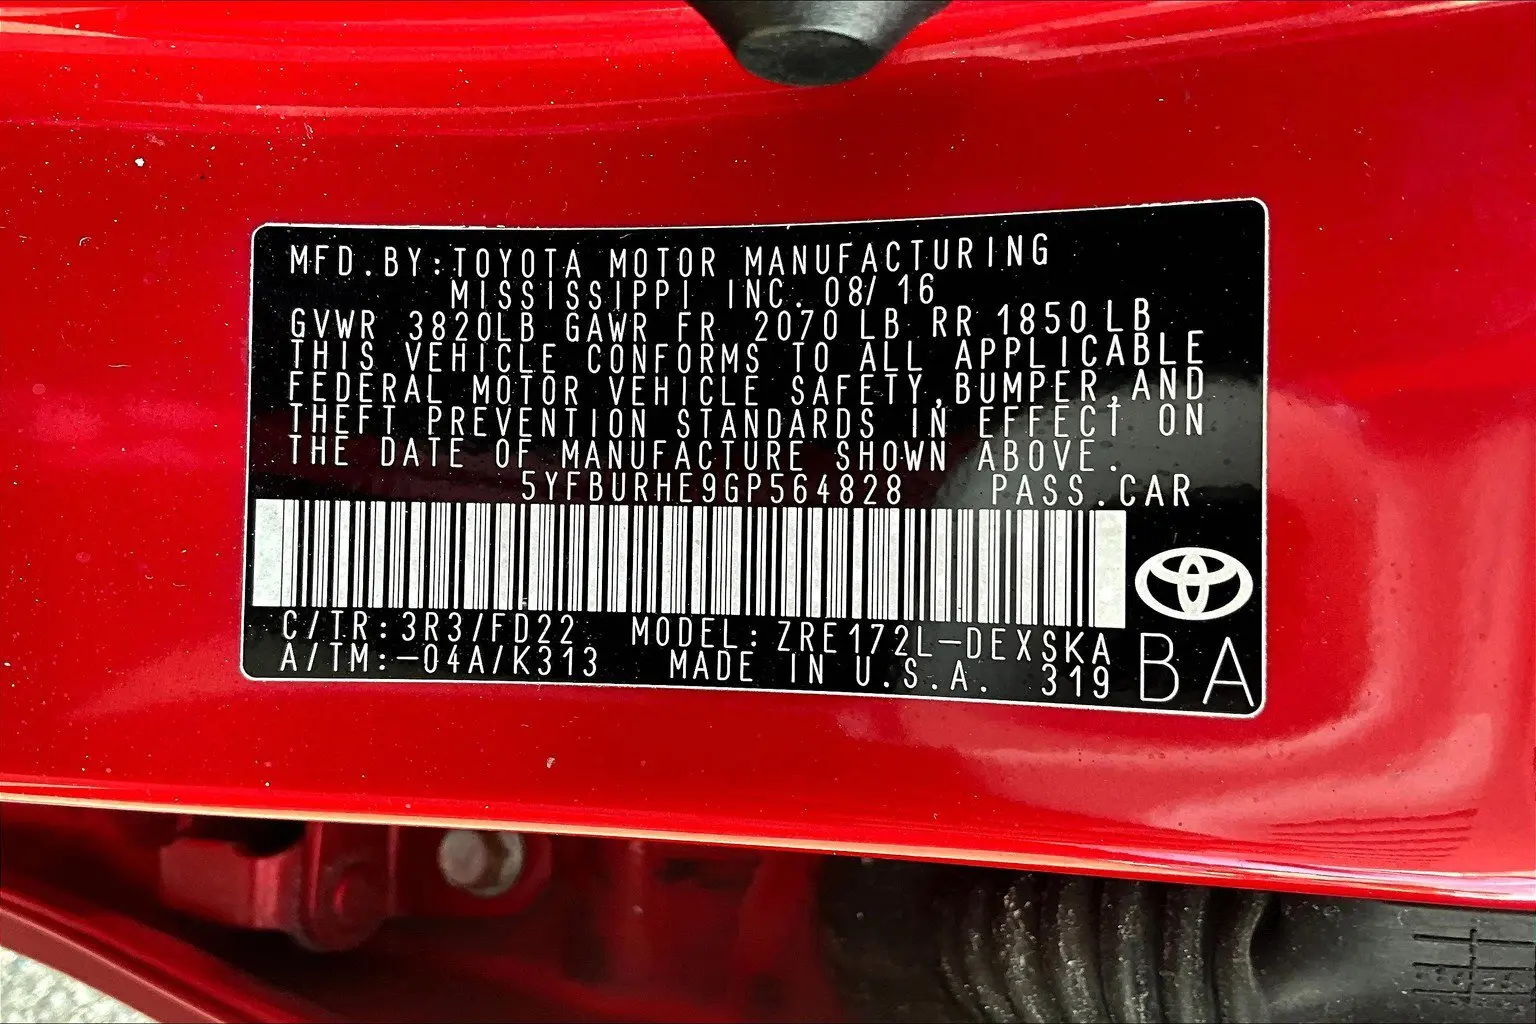 MFD.BY:TOYOTA MOTOR MANUFACTURING
MISSISSIPPI INC. 08/16
GVWR 3820LB GAWR FR 2070 LB RR 1850 LB
THIS VEHICLE CONFORMS TO ALL APPLICABLE
FEDERAL MOTOR VEHICLE SAFETY,BUMPER,AND
THEFT PREVENTION STANDARDS IN EFFECT ON
THE DATE OF MANUFACTURE SHOWN ABOVE.
5YFBURHE9GP564828 PASS.CAR
C/TR:3R3/FD22 MODEL:ZRE172L-DEXSKA
A/TM:-04A/K313 MADE IN U.S.A. 319
BA